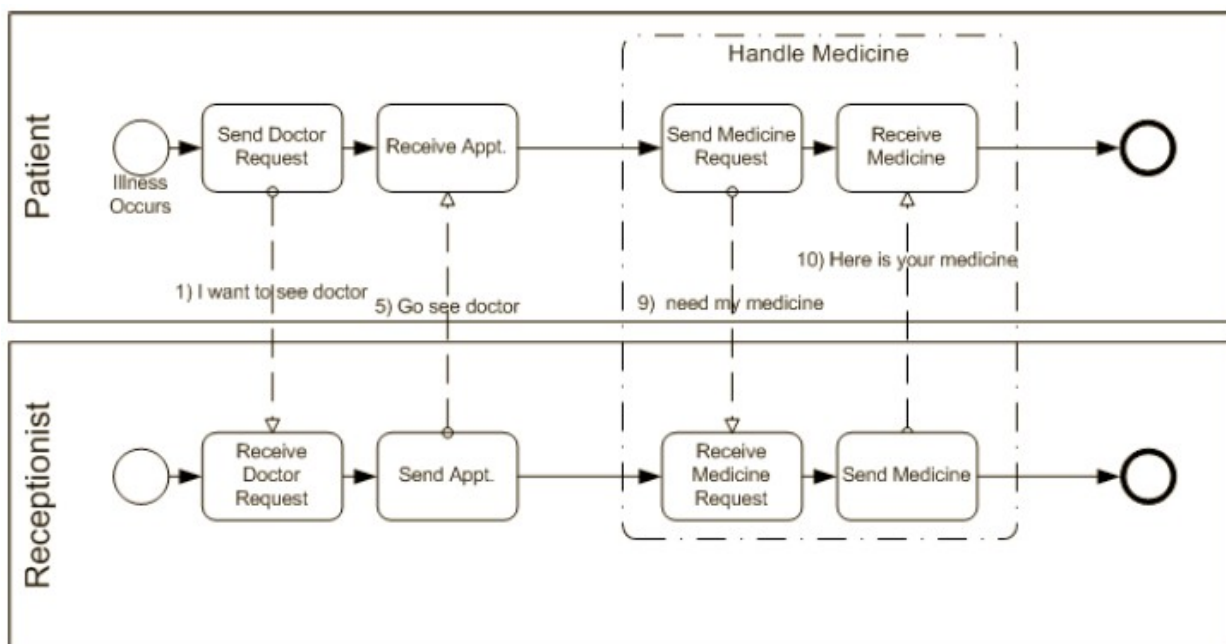 Handle Medicine
Patient
Send Doctor
Request
Receive Appt.
Send Medicine
Request
Receive
Medicine
Illness
Occurs
1) I want to see doctor
5) Go see doctor
9)  need my medicine
10) Here is your medicine
Receptionist
Receive
Doctor
Request
Send Appt.
Receive
Medicine
Request
Send Medicine